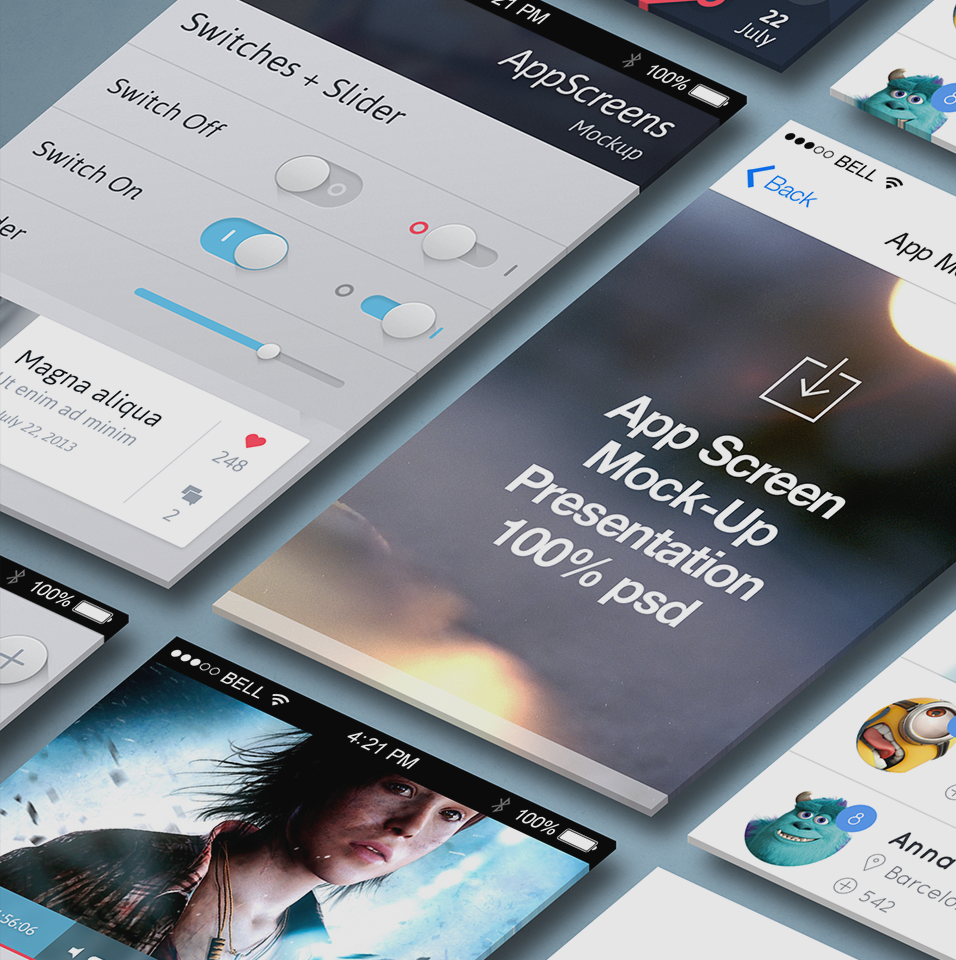 21 PM
100%
AppScreens
Mockup
Switches + Slider
Switch Off
Switch On
Magna aliqua
Ut enim ad minim
July 22, 2013
248
2
22
July
8
BELL
Back
App
App Screen
Mock-Up
Presentation
100% psd
100%
BELL
4:21 PM
100%
:56:06
8
Anna
542